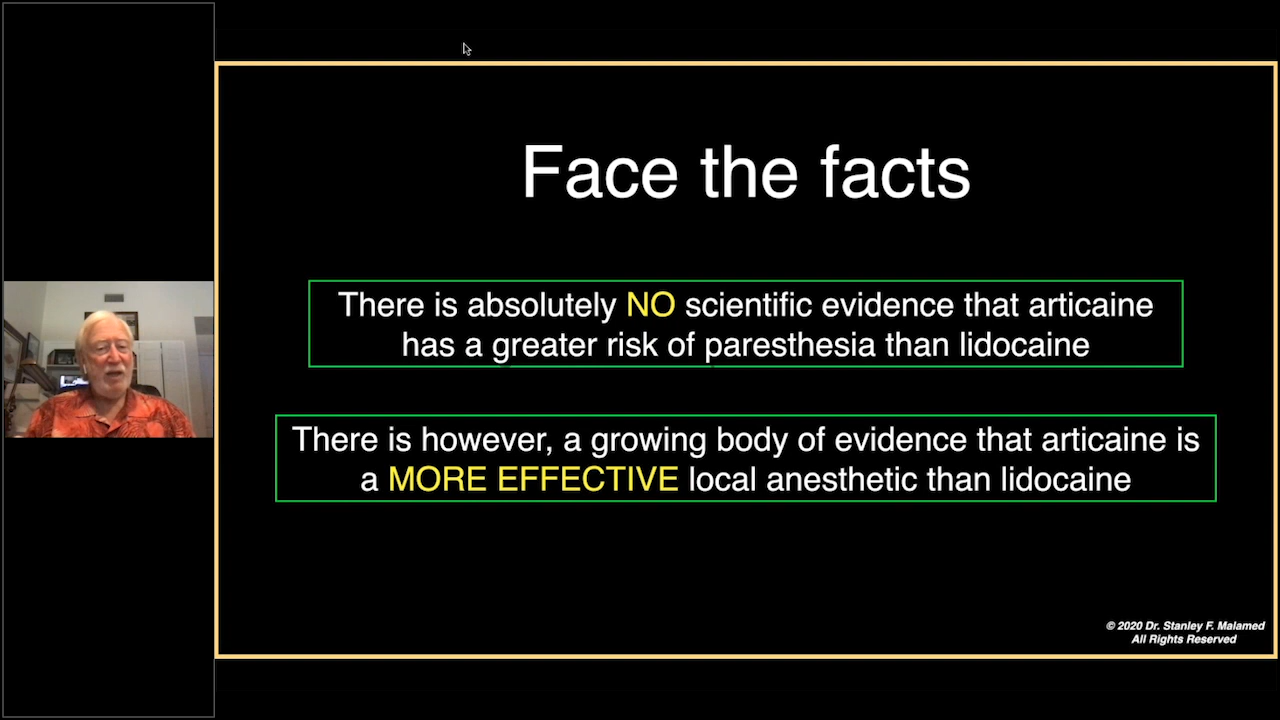 Face the facts
There is absolutely NO scientific evidence that articaine
has a greater risk of paresthesia than lidocaine
There is however, a growing body of evidence that articaine is
a MORE EFFECTIVE local anesthetic than lidocaine
© 2020 Dr. Stanley F. Malamed
All Rights Reserved